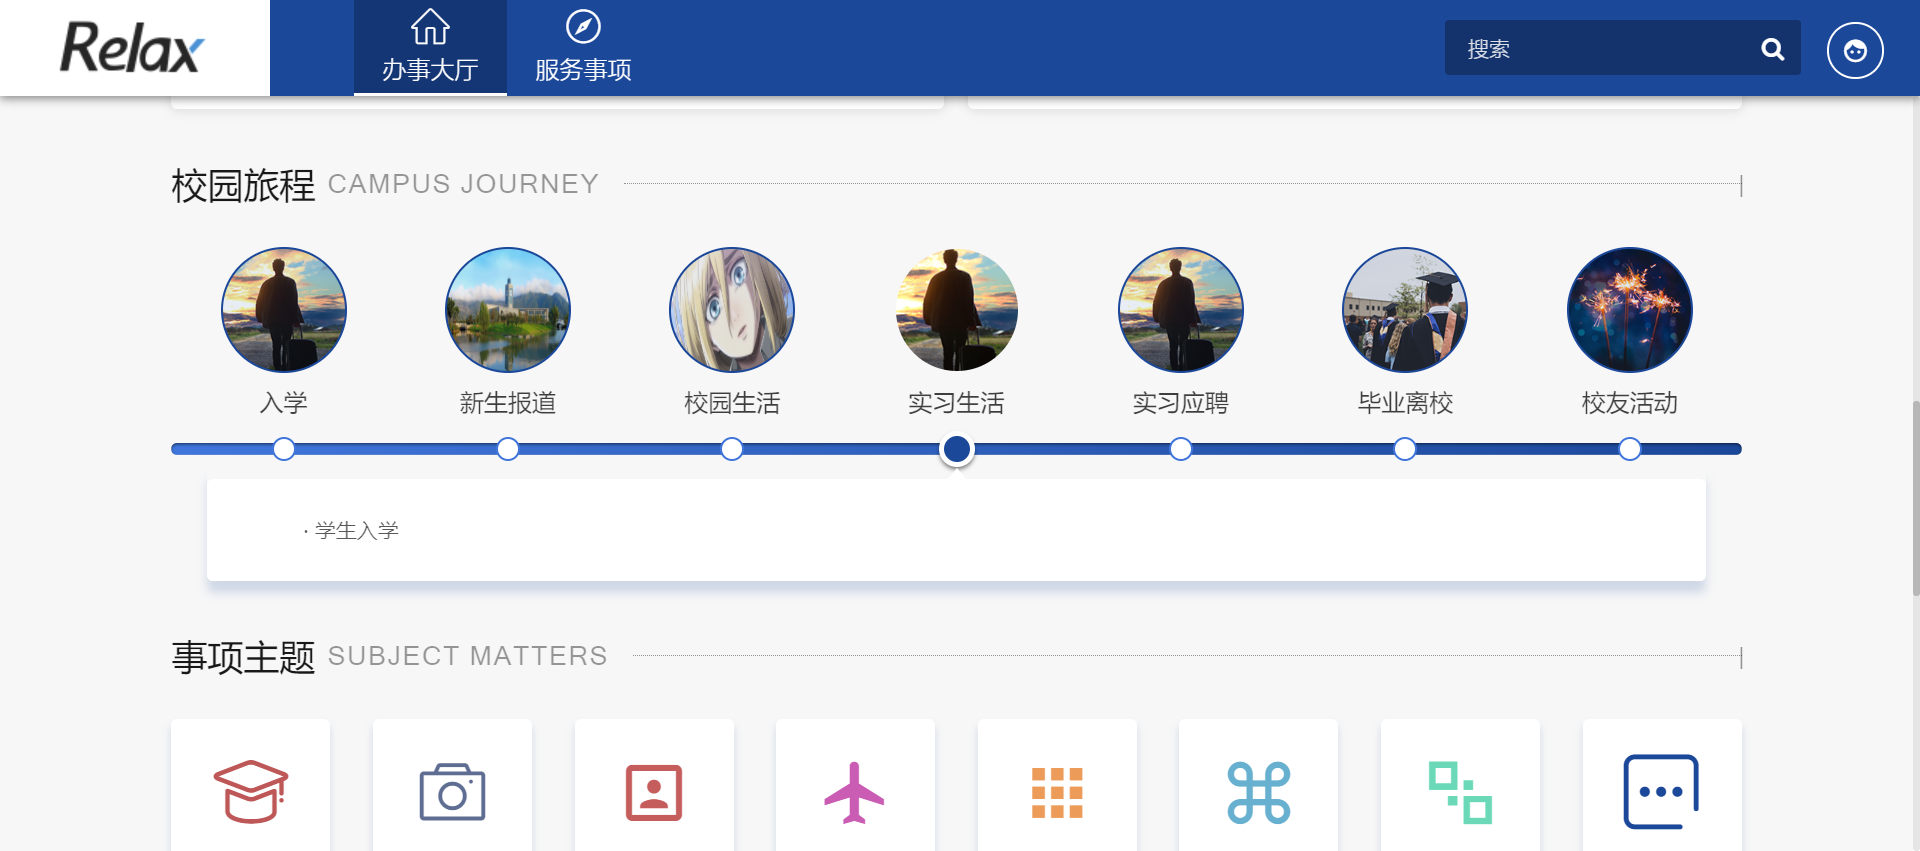 Relax
办事大厅
服务事项
搜索
校园旅程 CAMPUS JOURNEY
入学
新生报道
校园生活
实习生活
实习应聘
毕业离校
校友活动
· 学生入学
事项主题 SUBJECT MATTERS